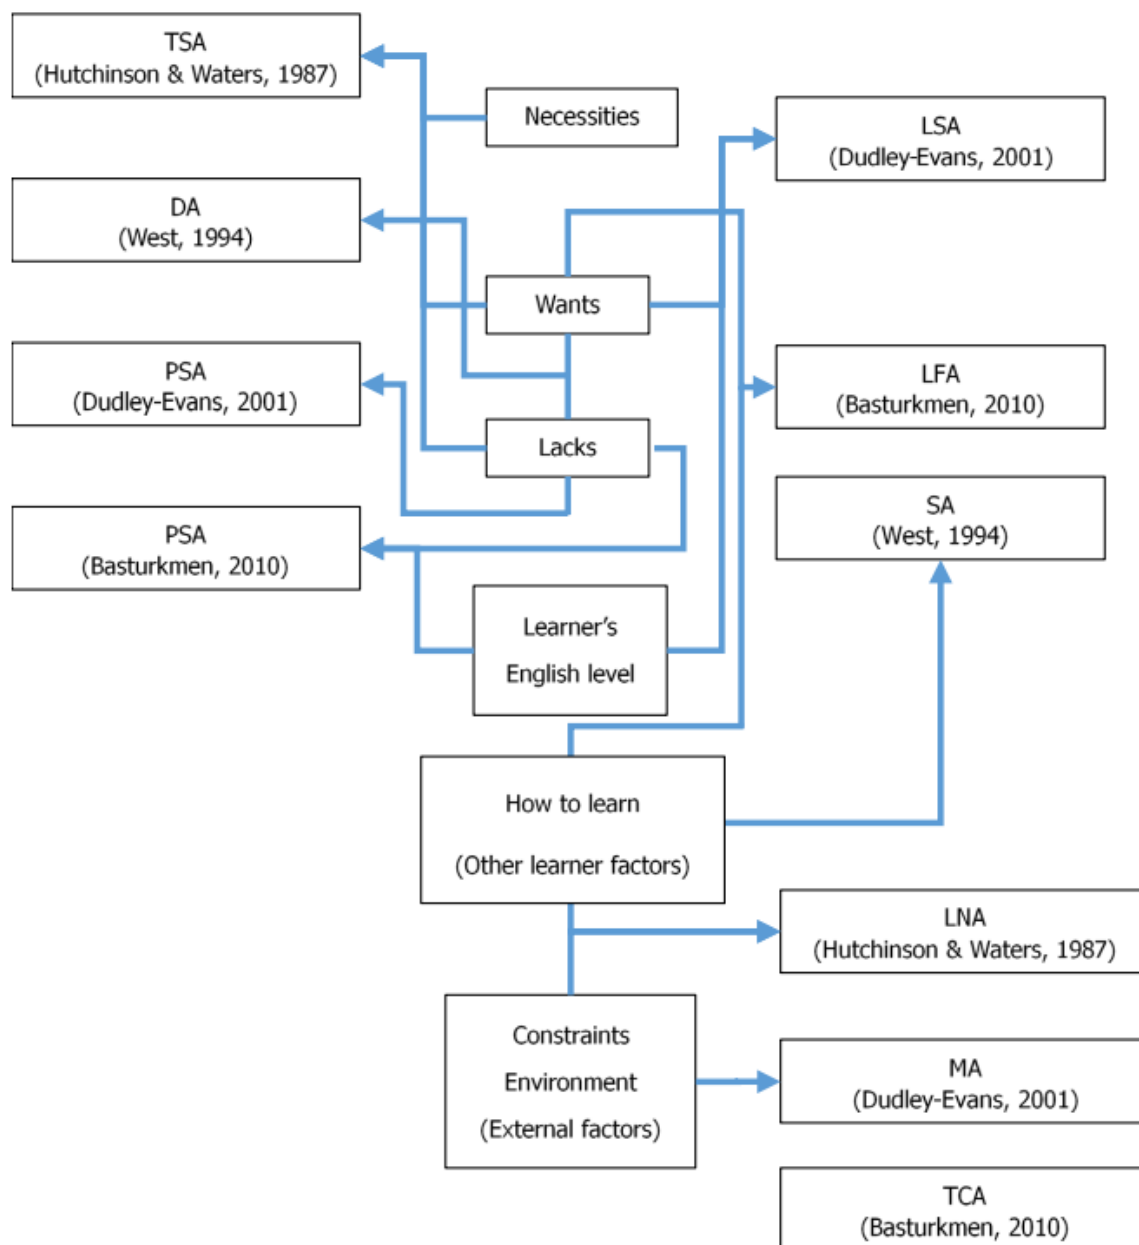 TSA
(Hutchinson & Waters, 1987)
Necessities
LSA
(Dudley-Evans, 2001)
DA
(West, 1994)
Wants
PSA
(Dudley-Evans, 2001)
LFA
(Basturkmen, 2010)
Lacks
SA
(West, 1994)
PSA
(Basturkmen, 2010)
Learner’s
English level
How to learn
(Other learner factors)
LNA
(Hutchinson & Waters, 1987)
Constraints
Environment
(External factors)
MA
(Dudley-Evans, 2001)
TCA
(Basturkmen, 2010)